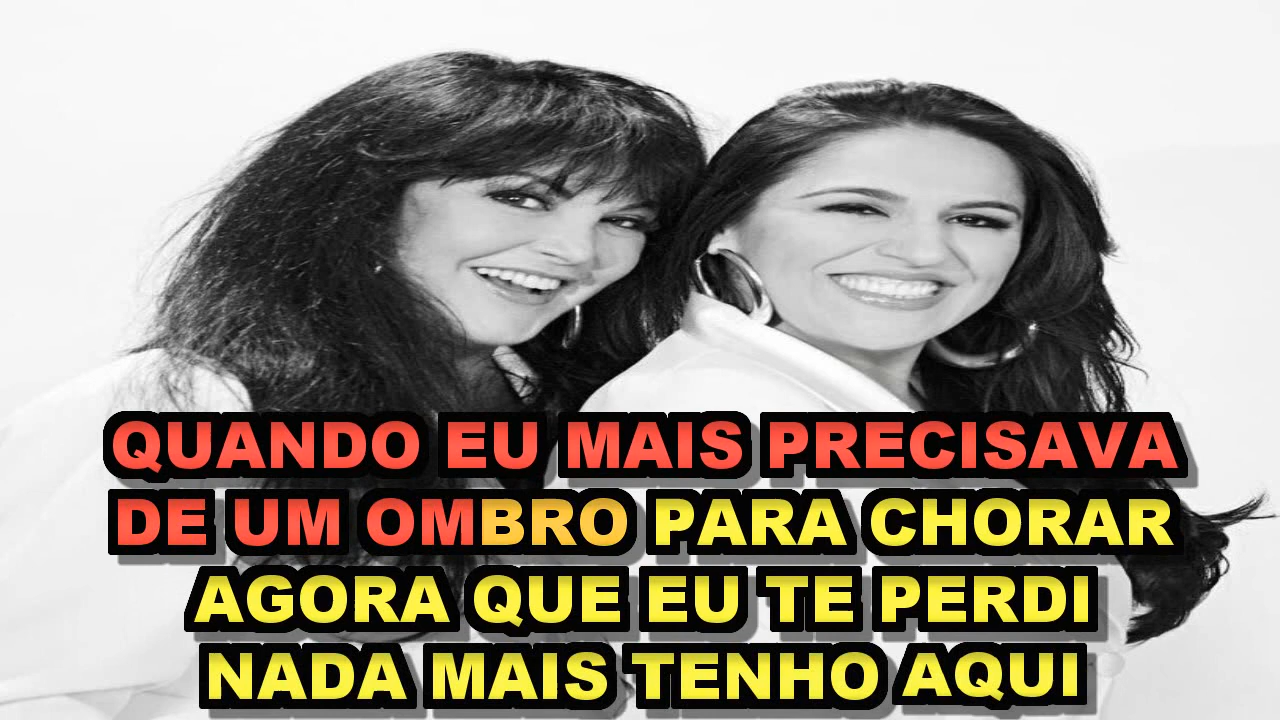 QUANDO EU MAIS PRECISAVA
DE UM OMBRO PARA CHORAR
AGORA QUE EU TE PERDI
NADA MAIS TENHO AQUI